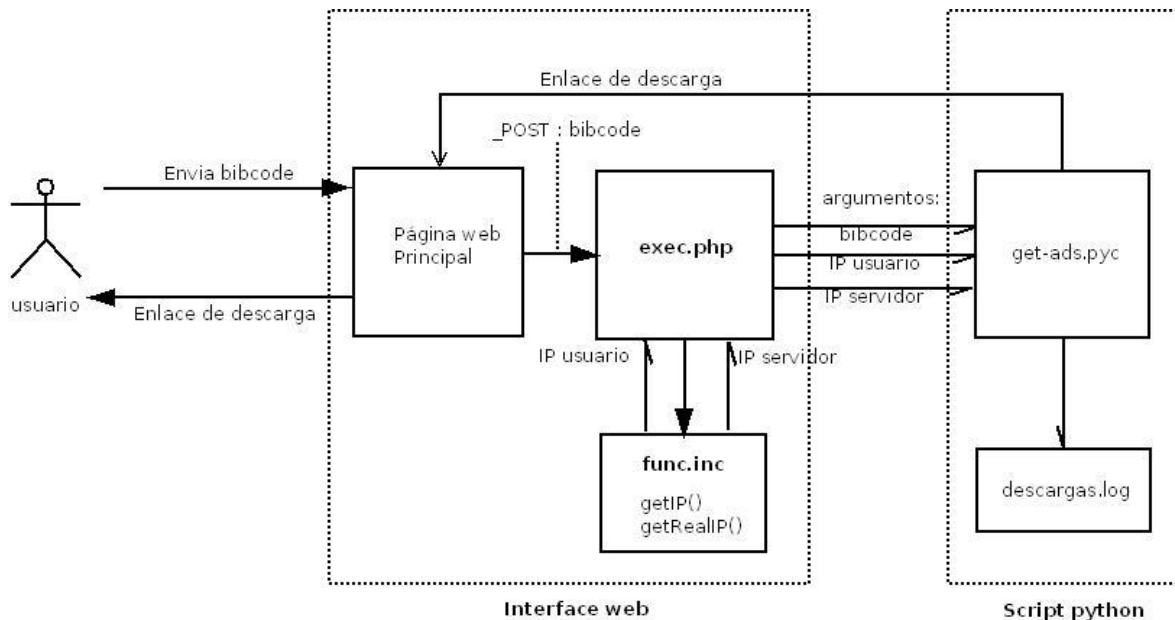 Enlace de descarga
_POST : bibcode
Envia bibcode
argumentos:
Página web
Principal
exec.php
bibcode
get-ads.pyc
IP usuario
usuario
Enlace de descarga
IP servidor
IP usuario
IP servidor
func.inc
getIP()
getRealIP()
descargas.log
Interface web
Script python